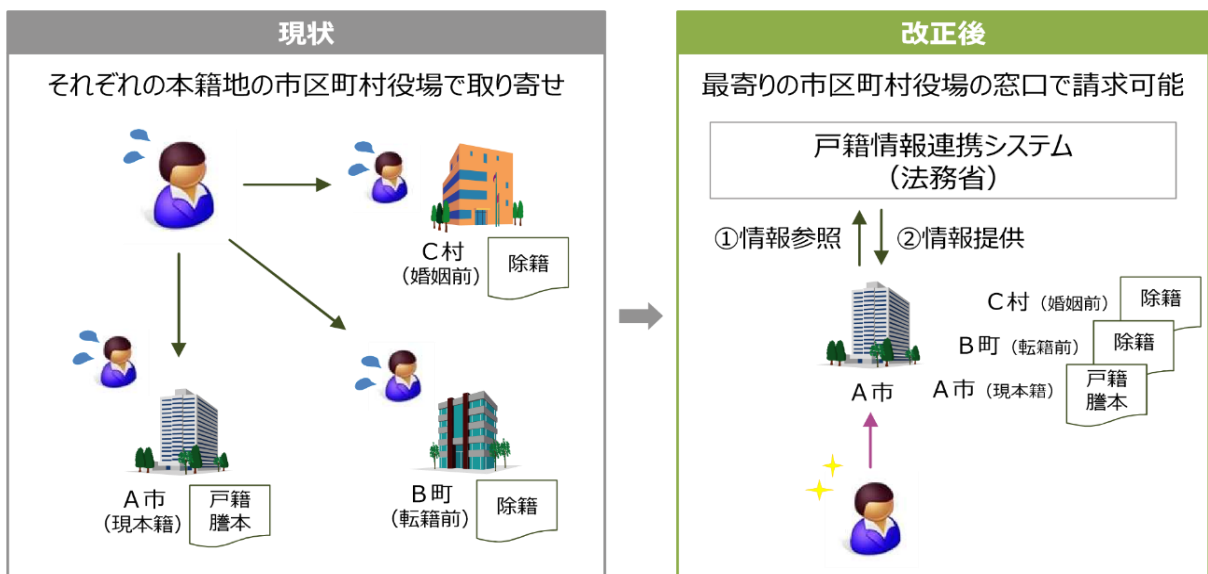 現状
それぞれの本籍地の市区町村役場で取り寄せ
C村
(婚姻前)
除籍
A市
(現本籍)
戸籍
謄本
B町
(転籍前)
除籍
改正後
最寄りの市区町村役場の窓口で請求可能
戸籍情報連携システム
(法務省)
①情報参照
②情報提供
C村 (婚姻前)
除籍
B町 (転籍前)
除籍
A市
A市 (現本籍)
戸籍
謄本